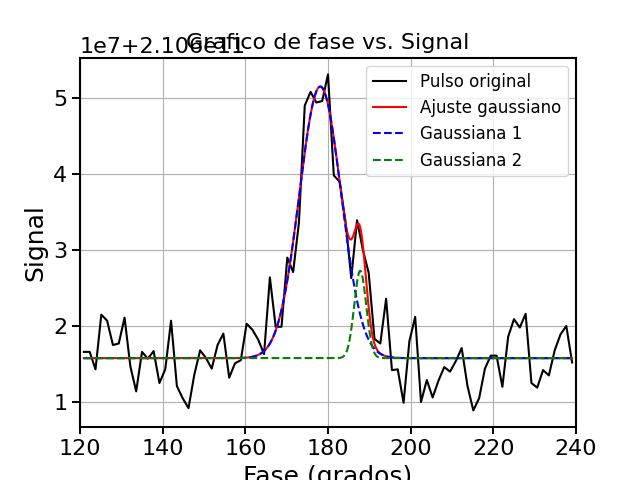 1e7+2.106e11
Grafico de fase vs. Signal
Pulso original
Ajuste gaussiano
Gaussiana 1
Gaussiana 2
5
4
3
2
1
Signal
120 140 160 180 200 220 240
Fase (grados)